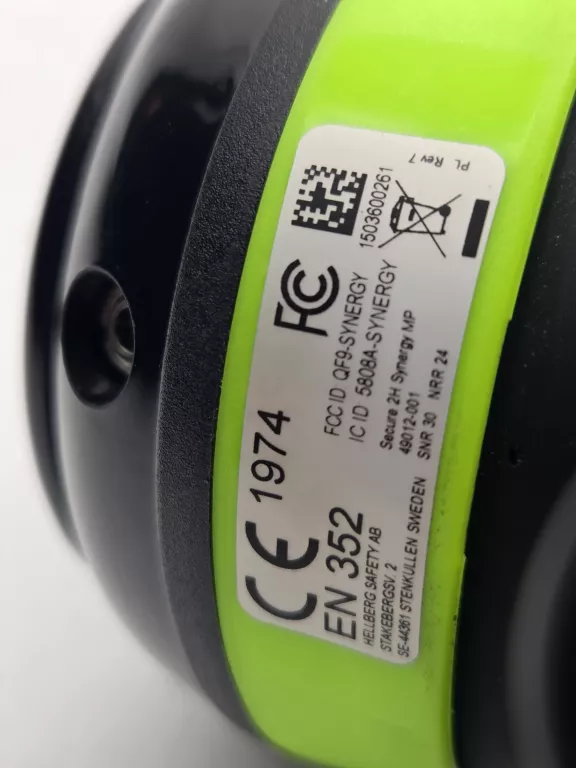 PL Rev 7
1503600261
FC
FCC ID QF9-SYNERGY
IC ID 5808A-SYNERGY
Secure 2H Synergy MP
49012-001
SNR 30 NRR 24
CE 1974
EN 352
HELLBERG SAFETY AB
STAKEBERGSV. 2
SE-44361 STENKULLEN SWEDEN